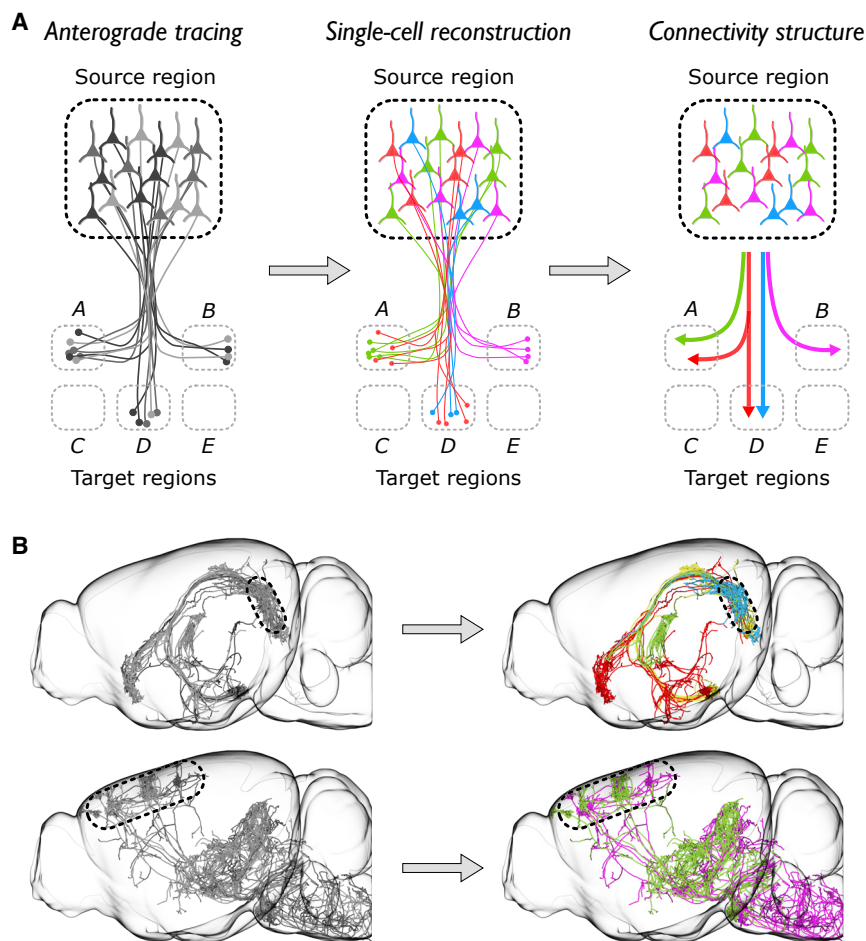 A
Anterograde tracing
Single-cell reconstruction
Connectivity structure
Source region
Source region
Source region
A
B
A
B
A
B
C
D
E
C
D
E
C
D
E
Target regions
Target regions
Target regions
B